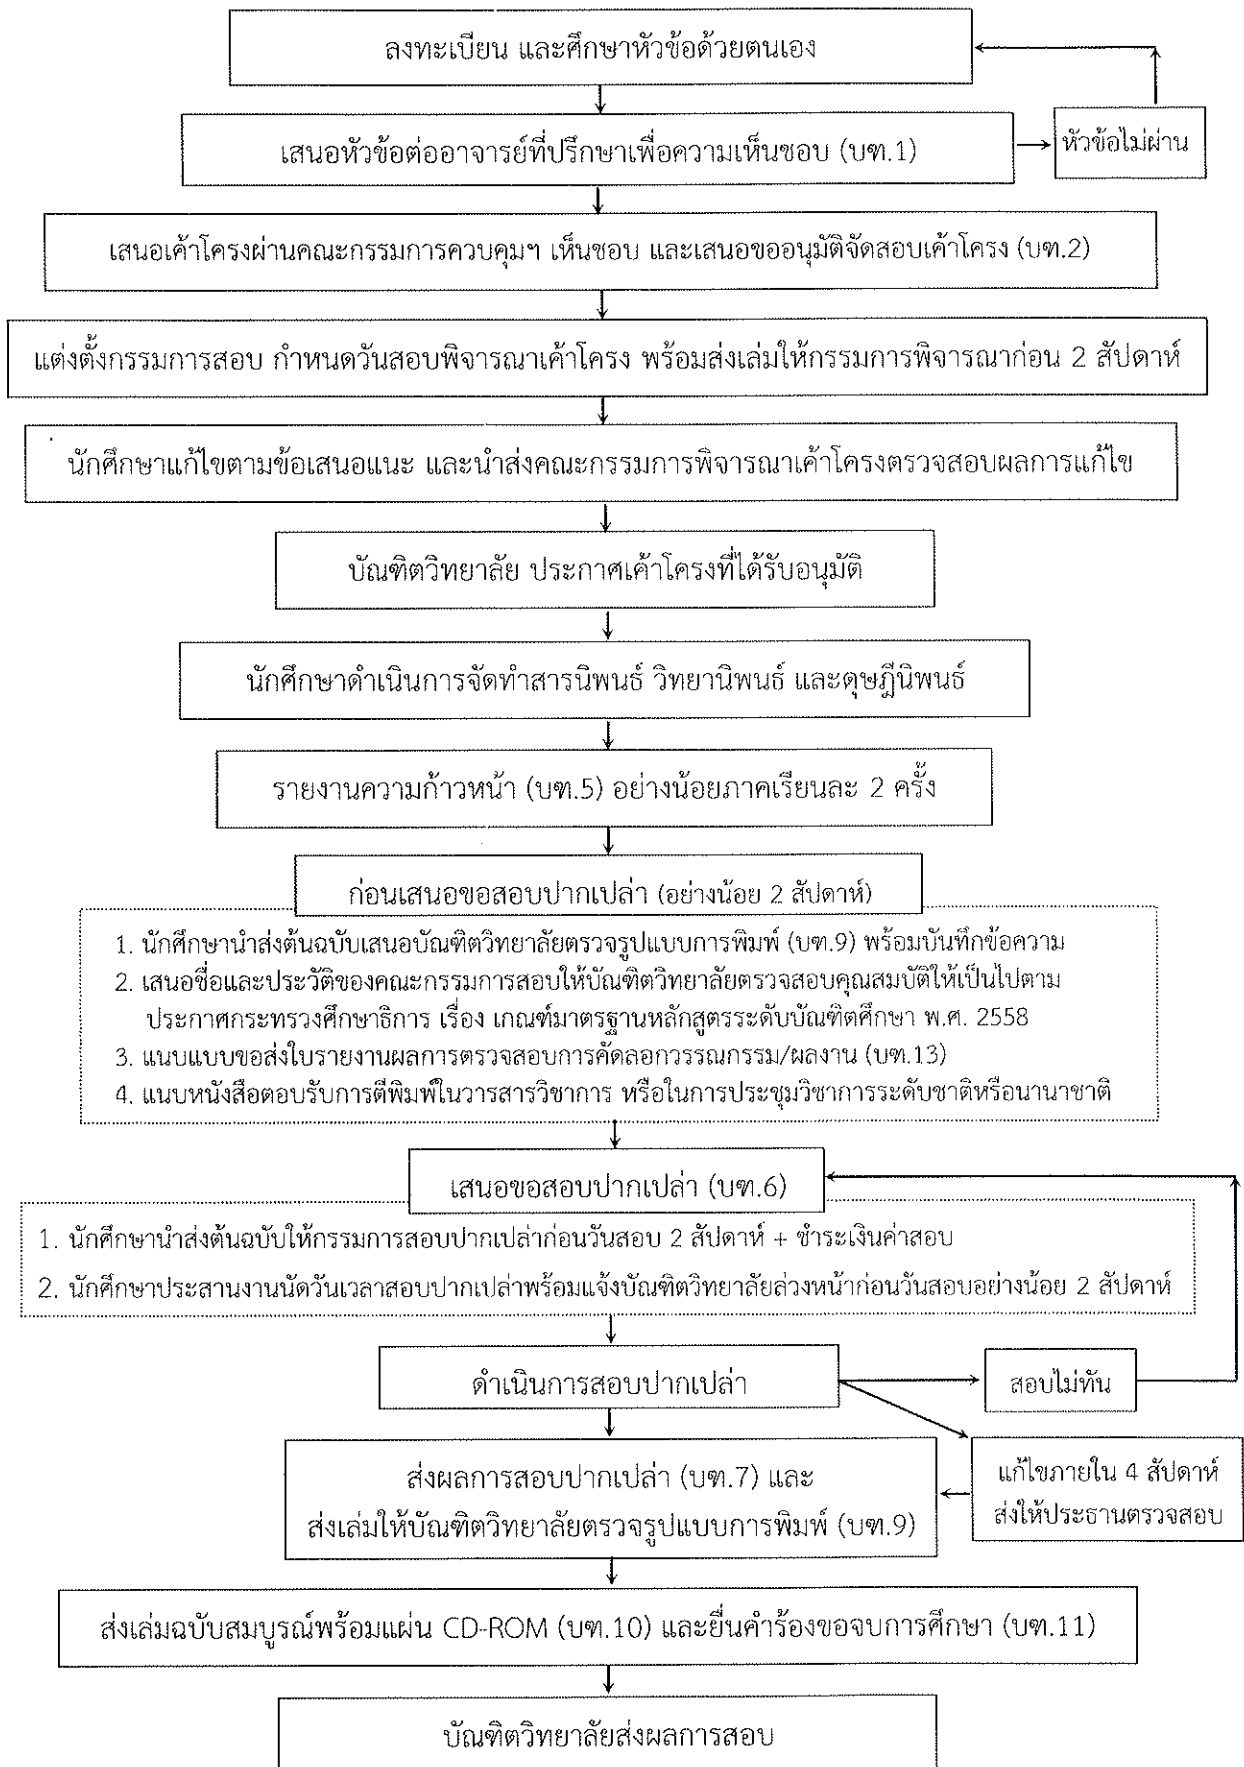 ลงทะเบียน และศึกษาหัวข้อด้วยตนเอง
เสนอหัวข้อต่ออาจารย์ที่ปรึกษาเพื่อความเห็นชอบ (บฑ.1)
หัวข้อไม่ผ่าน
เสนอเค้าโครงผ่านคณะกรรมการควบคุมฯ เห็นชอบ และเสนอขออนุมัติจัดสอบเค้าโครง (บฑ.2)
แต่งตั้งกรรมการสอบ กำหนดวันสอบพิจารณาเค้าโครง พร้อมส่งเล่มให้กรรมการพิจารณาก่อน 2 สัปดาห์
นักศึกษาแก้ไขตามข้อเสนอแนะ และนำส่งคณะกรรมการพิจารณาเค้าโครงตรวจสอบผลการแก้ไข
บัณฑิตวิทยาลัย ประกาศเค้าโครงที่ได้รับอนุมัติ
นักศึกษาดำเนินการจัดทำสารนิพนธ์ วิทยานิพนธ์ และดุษฎีนิพนธ์
รายงานความก้าวหน้า (บฑ.5) อย่างน้อยภาคเรียนละ 2 ครั้ง
ก่อนเสนอขอสอบปากเปล่า (อย่างน้อย 2 สัปดาห์)
1. นักศึกษานำส่งต้นฉบับเสนอบัณฑิตวิทยาลัยตรวจรูปแบบการพิมพ์ (บฑ.9) พร้อมบันทึกข้อความ
2. เสนอชื่อและประวัติของคณะกรรมการสอบให้บัณฑิตวิทยาลัยตรวจสอบคุณสมบัติให้เป็นไปตาม
ประกาศกระทรวงศึกษาธิการ เรื่อง เกณฑ์มาตรฐานหลักสูตรระดับบัณฑิตศึกษา พ.ศ. 2558
3. แนบแบบขอส่งใบรายงานผลการตรวจสอบการคัดลอกวรรณกรรม/ผลงาน (บฑ.13)
4. แนบหนังสือตอบรับการตีพิมพ์ในวารสารวิชาการ หรือในการประชุมวิชาการระดับชาติหรือนานาชาติ
เสนอขอสอบปากเปล่า (บฑ.6)
1. นักศึกษานำส่งต้นฉบับให้กรรมการสอบปากเปล่าก่อนวันสอบ 2 สัปดาห์ + ชำระเงินค่าสอบ
2. นักศึกษาประสานงานนัดวันเวลาสอบปากเปล่าพร้อมแจ้งบัณฑิตวิทยาลัยล่วงหน้าก่อนวันสอบอย่างน้อย 2 สัปดาห์
ดำเนินการสอบปากเปล่า
สอบไม่ทัน
ส่งผลการสอบปากเปล่า (บฑ.7) และ
ส่งเล่มให้บัณฑิตวิทยาลัยตรวจรูปแบบการพิมพ์ (บฑ.9)
แก้ไขภายใน 4 สัปดาห์
ส่งให้ประธานตรวจสอบ
ส่งเล่มฉบับสมบูรณ์พร้อมแผ่น CD-ROM (บฑ.10) และยื่นคำร้องขอจบการศึกษา (บฑ.11)
บัณฑิตวิทยาลัยส่งผลการสอบ